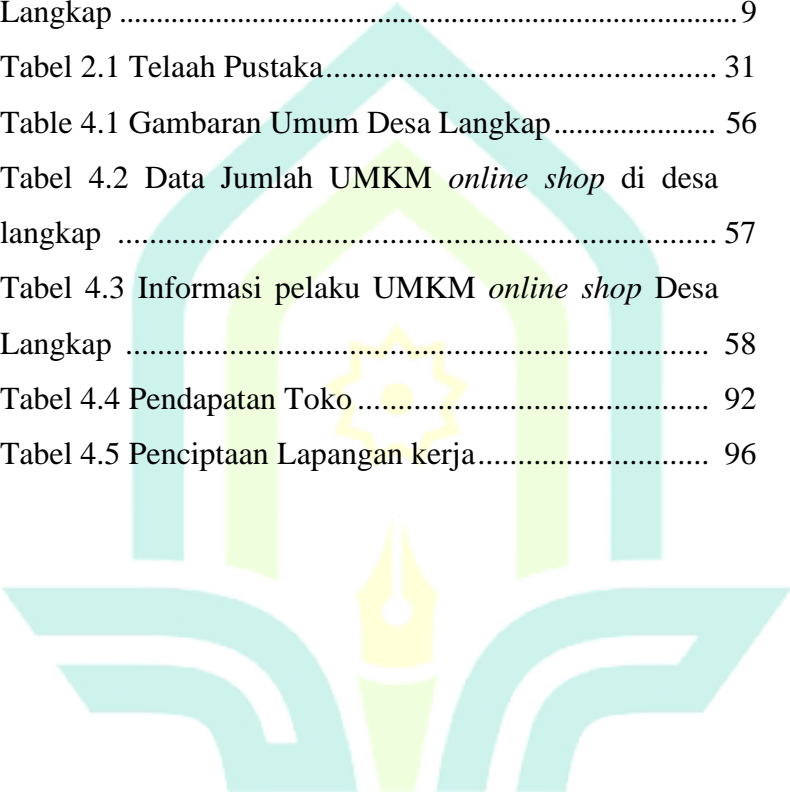 Langkap ..............................................................................9
Tabel 2.1 Telaah Pustaka................................................. 31
Table 4.1 Gambaran Umum Desa Langkap..................... 56
Tabel 4.2 Data Jumlah UMKM online shop di desa
langkap ........................................................................... 57
Tabel 4.3 Informasi pelaku UMKM online shop Desa
Langkap ......................................................................... 58
Tabel 4.4 Pendapatan Toko ............................................ 92
Tabel 4.5 Penciptaan Lapangan kerja............................. 96